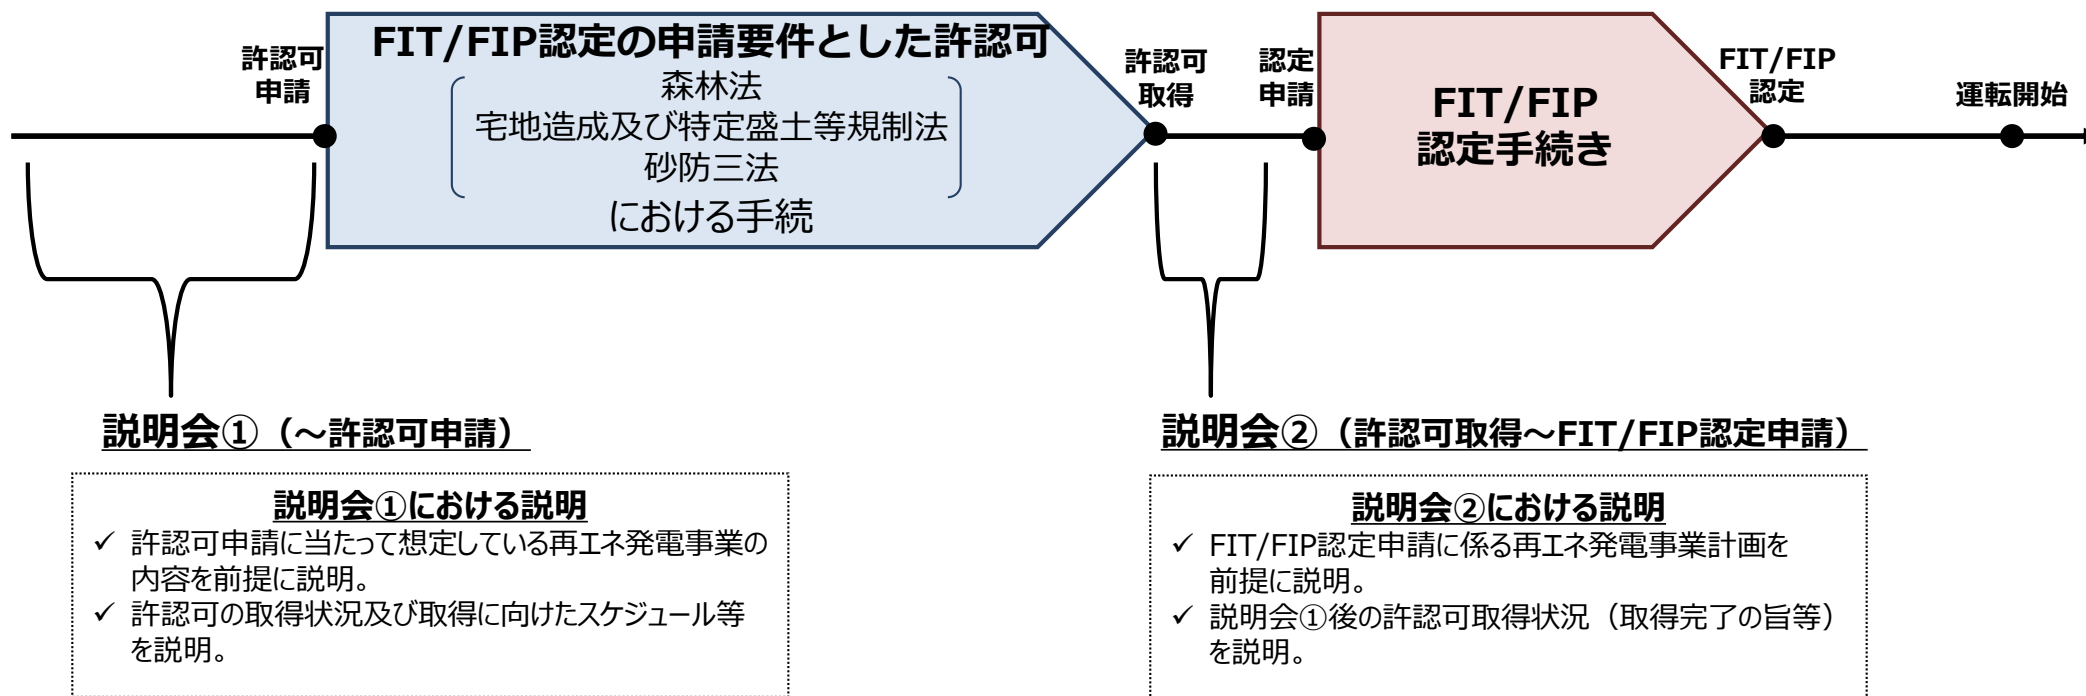 許認可
申請
FIT/FIP認定の申請要件とした許認可
森林法
宅地造成及び特定盛土等規制法
砂防三法
における手続
許認可
取得
認定
申請
FIT/FIP
認定手続き
FIT/FIP
認定
運転開始
説明会①（～許認可申請）
説明会①における説明
✓ 許認可申請に当たって想定している再エネ発電事業の
内容を前提に説明。
✓ 許認可の取得状況及び取得に向けたスケジュール等
を説明。
説明会②（許認可取得～FIT/FIP認定申請）
説明会②における説明
✓ FIT/FIP認定申請に係る再エネ発電事業計画を
前提に説明。
✓ 説明会①後の許認可取得状況（取得完了の旨等）
を説明。